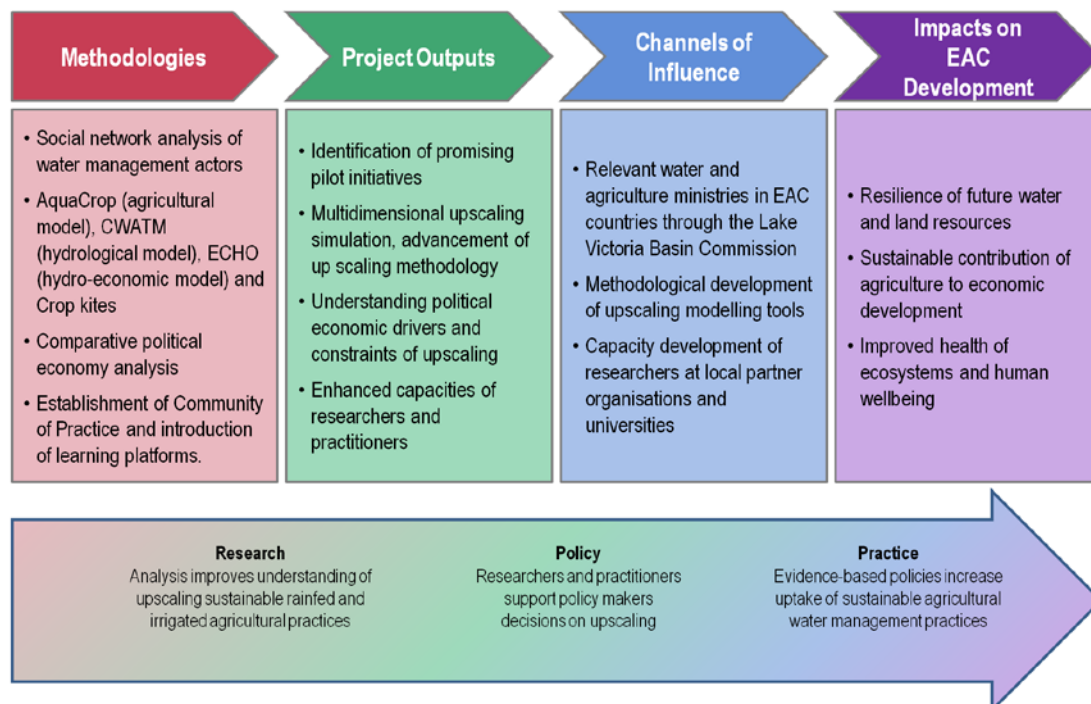 Methodologies
• Social network analysis of
water management actors
• AquaCrop (agricultural
model), CWATM
(hydrological model), ECHO
(hydro-economic model) and
Crop kites
• Comparative political
economy analysis
• Establishment of Community
of Practice and introduction
of learning platforms.
Project Outputs
• Identification of promising
pilot initiatives
• Multidimensional upscaling
simulation, advancement of
up scaling methodology
• Understanding political
economic drivers and
constraints of upscaling
• Enhanced capacities of
researchers and
practitioners
Channels of
Influence
• Relevant water and
agriculture ministries in EAC
countries through the Lake
Victoria Basin Commission
• Methodological development
of upscaling modelling tools
• Capacity development of
researchers at local partner
organisations and
universities
Impacts on
EAC
Development
• Resilience of future water
and land resources
• Sustainable contribution of
agriculture to economic
development
• Improved health of
ecosystems and human
wellbeing
Research
Analysis improves understanding of
upscaling sustainable rainfed and
irrigated agricultural practices
Policy
Researchers and practitioners
support policy makers
decisions on upscaling
Practice
Evidence-based policies increase
uptake of sustainable agricultural
water management practices